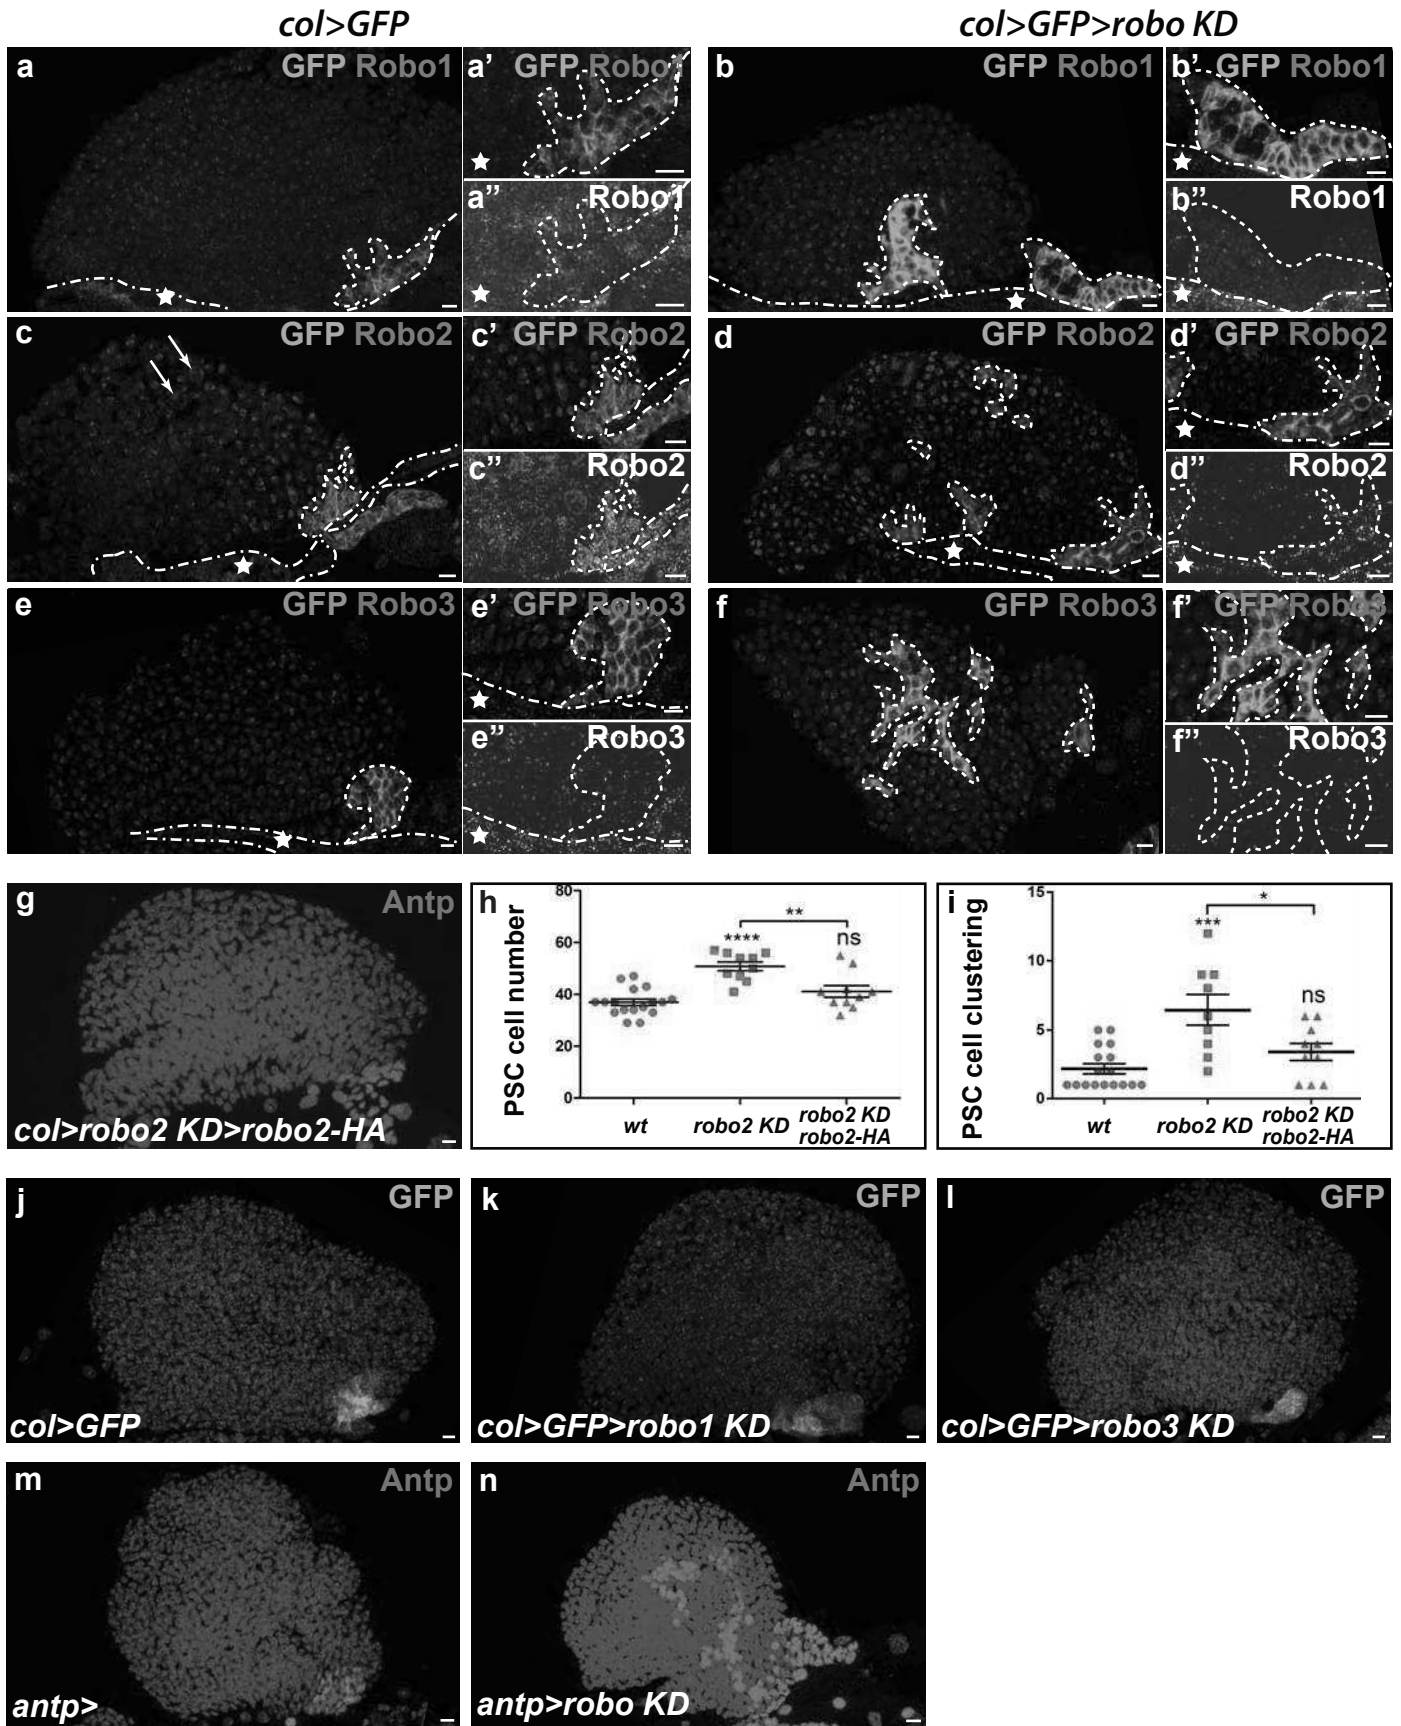 col>GFP
col>GFP>robo KD
a
GFP Robo1
a’
GFP Robo1
a”
Robo1
b
GFP Robo1
b’
GFP Robo1
b”
Robo1
c
GFP Robo2
c’
GFP Robo2
c”
Robo2
d
GFP Robo2
d’
GFP Robo2
d”
Robo2
e
GFP Robo3
e’
GFP Robo3
e”
Robo3
f
GFP Robo3
f’
GFP Robo3
f”
Robo3
g
Antp
col>robo2 KD>robo2-HA
h
PSC cell number
80
60
40
20
0
****
**
ns
wt
robo2 KD
robo2 KD
robo2-HA
i
PSC cell clustering
15
10
5
0
***
*
ns
wt
robo2 KD
robo2 KD
robo2-HA
j
GFP
col>GFP
k
GFP
col>GFP>robo1 KD
l
GFP
col>GFP>robo3 KD
m
Antp
antp>
n
Antp
antp>robo KD